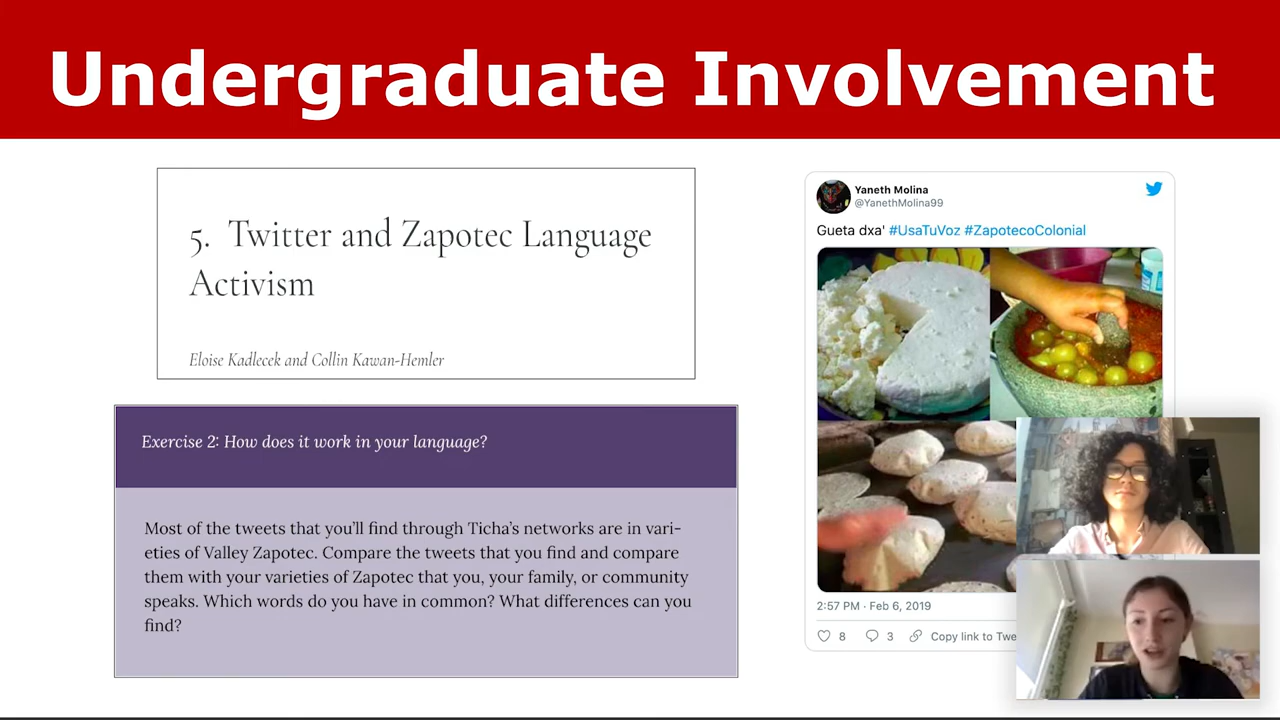 Undergraduate Involvement
5. Twitter and Zapotec Language
Activism
Eloise Kadlecek and Collin Kawan-Hemler
Exercise 2: How does it work in your language?
Most of the tweets that you'll find through Ticha's networks are in vari-
eties of Valley Zapotec. Compare the tweets that you find and compare
them with your varieties of Zapotec that you, your family, or community
speaks. Which words do you have in common? What differences can you
find?
Yaneth Molina
@YanethMolina99
Gueta dxa' #UsaTuVoz #ZapotecoColonial
2:57 PM · Feb 6, 2019
8 3 Copy link to Twe